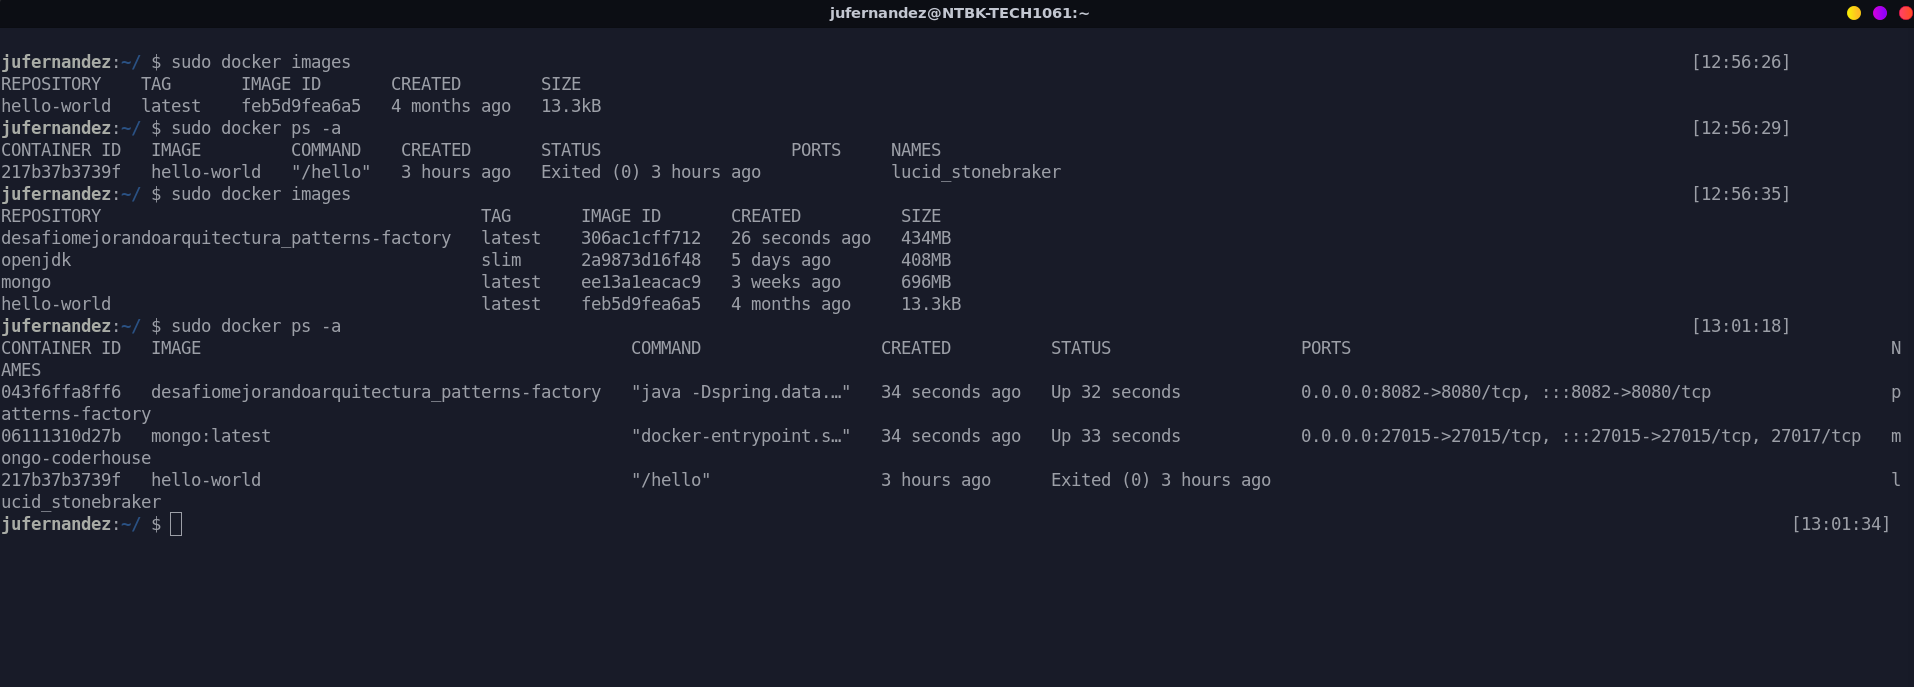 jufernandez@NTBK-TECH1061:~
jufernandez:~/ $ sudo docker images [12:56:26]
REPOSITORY TAG IMAGE ID CREATED SIZE
hello-world latest feb5d9fea6a5 4 months ago 13.3kB
jufernandez:~/ $ sudo docker ps -a [12:56:29]
CONTAINER ID IMAGE COMMAND CREATED STATUS PORTS NAMES
217b37b3739f hello-world "/hello" 3 hours ago Exited (0) 3 hours ago lucid_stonebraker
jufernandez:~/ $ sudo docker images [12:56:35]
REPOSITORY TAG IMAGE ID CREATED SIZE
desafiomejorandoarquitectura_patterns-factory latest 306ac1cff712 26 seconds ago 434MB
openjdk slim 2a9873d16f48 5 days ago 408MB
mongo latest ee13a1eacac9 3 weeks ago 696MB
hello-world latest feb5d9fea6a5 4 months ago 13.3kB
jufernandez:~/ $ sudo docker ps -a [13:01:18]
CONTAINER ID IMAGE COMMAND CREATED STATUS PORTS N
AMES
043f6ffa8ff6 desafiomejorandoarquitectura_patterns-factory "java -Dspring.data.…" 34 seconds ago Up 32 seconds 0.0.0.0:8082->8080/tcp, :::8082->8080/tcp p
atterns-factory
06111310d27b mongo:latest "docker-entrypoint.s…" 34 seconds ago Up 33 seconds 0.0.0.0:27015->27015/tcp, :::27015->27015/tcp, 27017/tcp m
ongo-coderhouse
217b37b3739f hello-world "/hello" 3 hours ago Exited (0) 3 hours ago l
ucid_stonebraker
jufernandez:~/ $ [13:01:34]